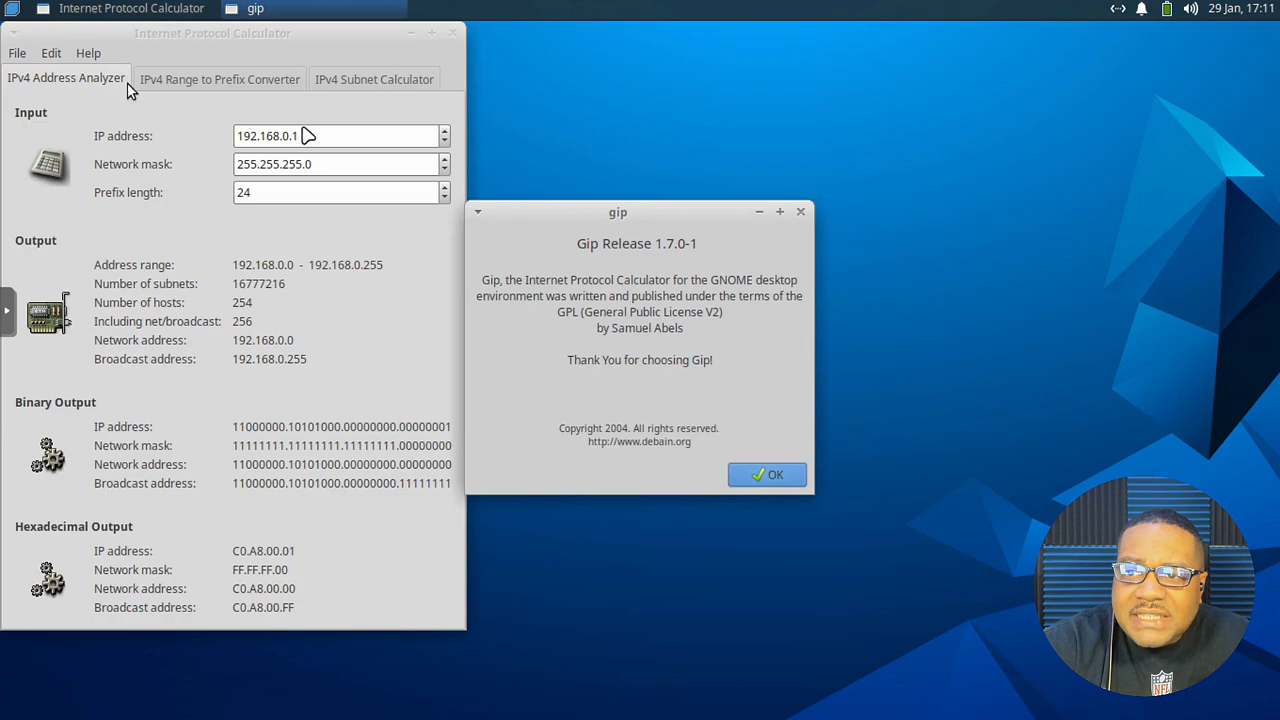 Internet Protocol Calculator
gip
29 Jan, 17:11
Internet Protocol Calculator
File Edit Help
IPv4 Address Analyzer
IPv4 Range to Prefix Converter
IPv4 Subnet Calculator
Input
IP address: 192.168.0.1
Network mask: 255.255.255.0
Prefix length: 24
Output
Address range: 192.168.0.0 - 192.168.0.255
Number of subnets: 16777216
Number of hosts: 254
Including net/broadcast: 256
Network address: 192.168.0.0
Broadcast address: 192.168.0.255
Binary Output
IP address: 11000000.10101000.00000000.00000001
Network mask: 11111111.11111111.11111111.00000000
Network address: 11000000.10101000.00000000.00000000
Broadcast address: 11000000.10101000.00000000.11111111
Hexadecimal Output
IP address: C0.A8.00.01
Network mask: FF.FF.FF.00
Network address: C0.A8.00.00
Broadcast address: C0.A8.00.FF
gip
Gip Release 1.7.0-1
Gip, the Internet Protocol Calculator for the GNOME desktop
environment was written and published under the terms of the
GPL (General Public License V2)
by Samuel Abels
Thank You for choosing Gip!
Copyright 2004. All rights reserved.
http://www.debain.org
OK
NFL